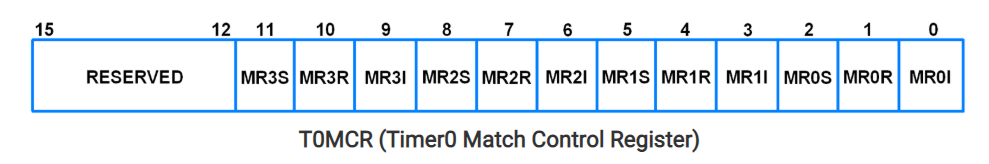 15 12 11 10 9 8 7 6 5 4 3 2 1 0
RESERVED MR3S MR3R MR3I MR2S MR2R MR2I MR1S MR1R MR1I MR0S MR0R MR0I
T0MCR (Timer0 Match Control Register)